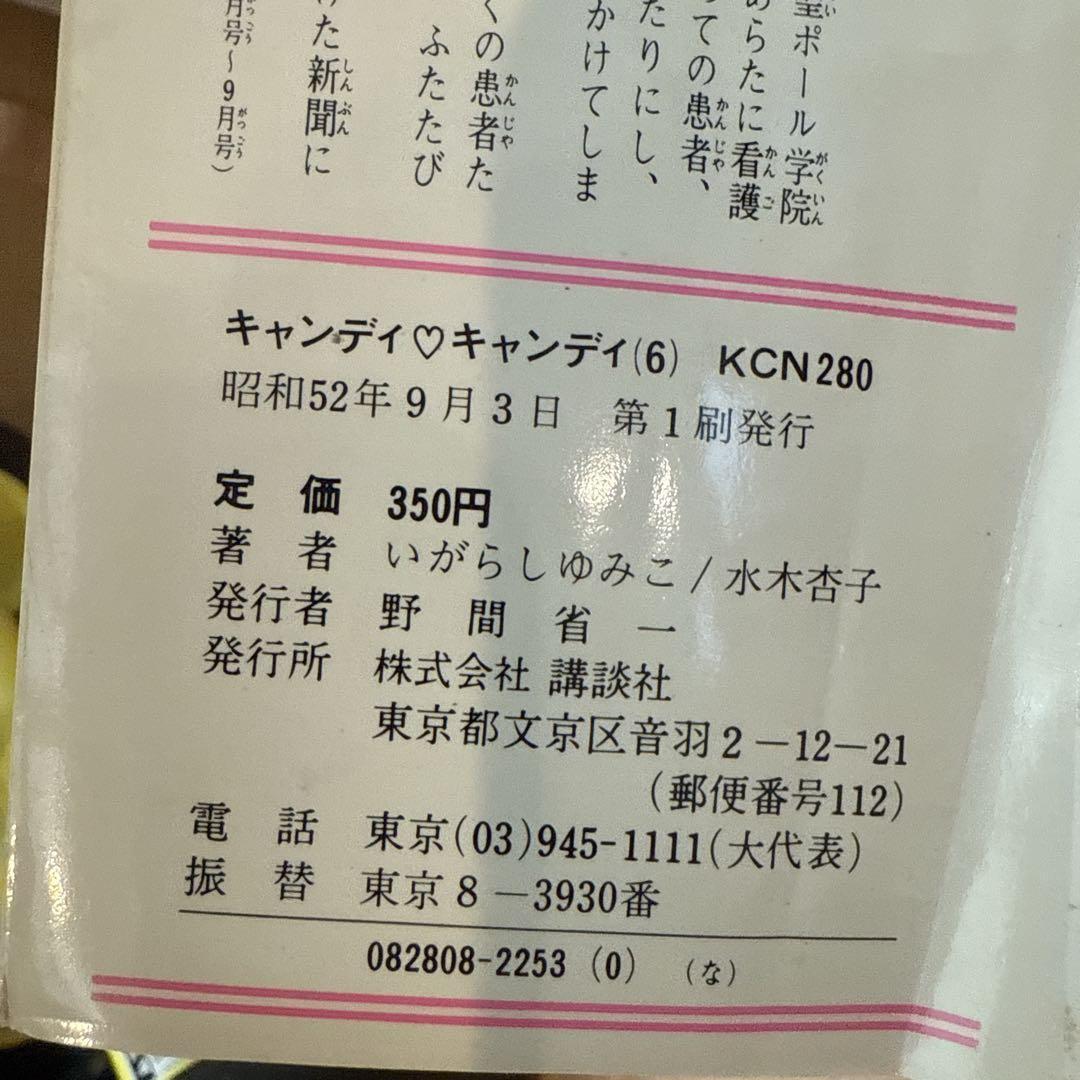 ポール学院
あらたに看護
ての患者、
たりにし、
かけてしま
くの患者た
ふたたび
た新聞に
月号〜9月号)
キャンディ♡キャンディ(6) KCN280
昭和52年9月3日 第1刷発行
定価 350円
著者 いがらしゆみこ/水木杏子
発行者 野間省一
発行所 株式会社 講談社
東京都文京区音羽2-12-21
(郵便番号112)
電話 東京(03)945-1111(大代表)
振替 東京8-3930番
082808-2253 (0) (な)